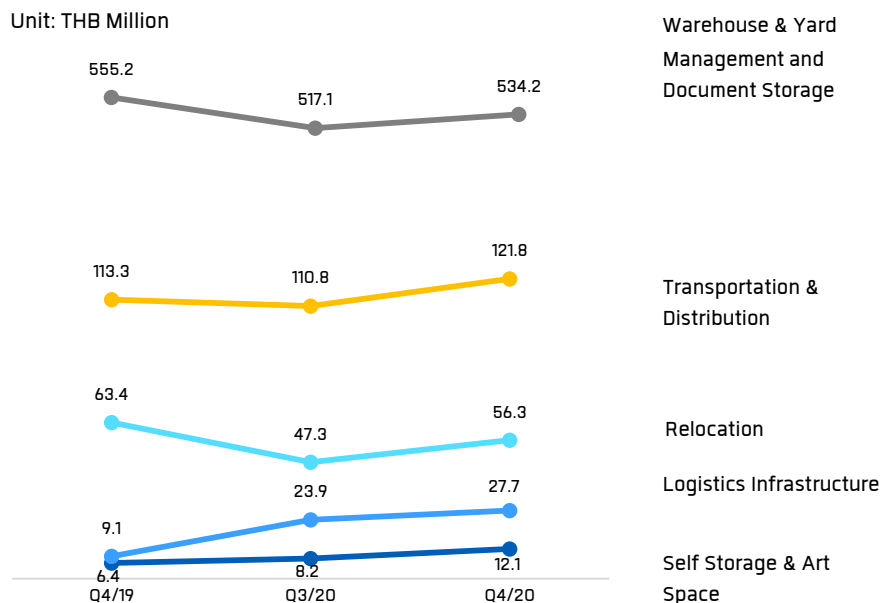 Unit: THB Million
Warehouse & Yard
Management and
Document Storage
555.2
517.1
534.2
113.3
110.8
121.8
Transportation &
Distribution
63.4
47.3
56.3
Relocation
9.1
23.9
27.7
Logistics Infrastructure
6.4
8.2
12.1
Self Storage & Art
Space
Q4/19
Q3/20
Q4/20